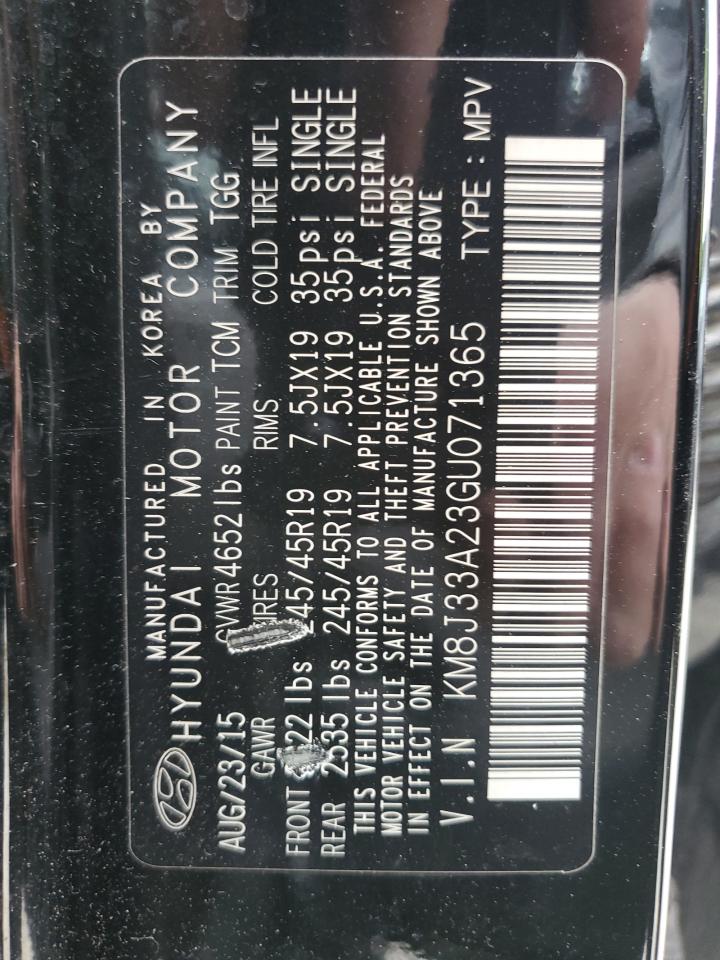 MANUFACTURED IN KOREA BY
HYUNDAI MOTOR COMPANY
AUG/23/15 GVWR 4652 lbs PAINT TCM TRIM TGG
GAWR TIRES RIMS COLD TIRE INFL
FRONT 245/45R19 7.5JX19 35psi SINGLE
REAR 2535 lbs 245/45R19 7.5JX19 35psi SINGLE
THIS VEHICLE CONFORMS TO ALL APPLICABLE U.S.A. FEDERAL
MOTOR VEHICLE SAFETY AND THEFT PREVENTION STANDARDS
IN EFFECT ON THE DATE OF MANUFACTURE SHOWN ABOVE
V.I.N KM8J33A23GU071365 TYPE : MPV